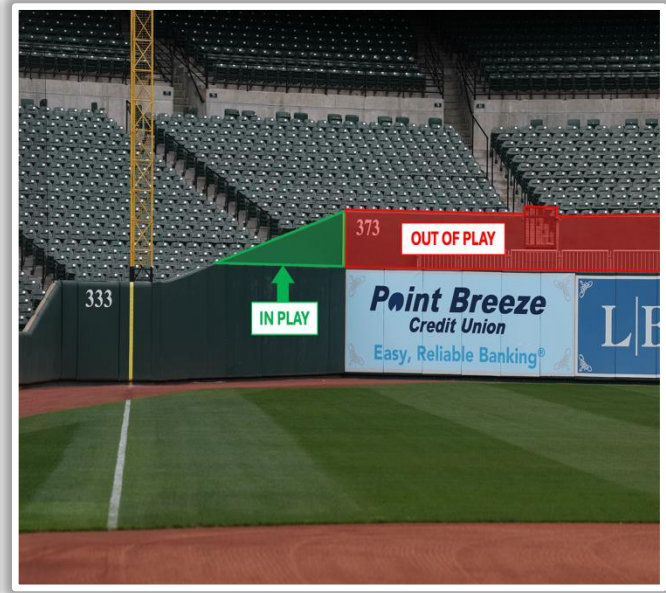 373
OUT OF PLAY
333
IN PLAY
Point Breeze
Credit Union
Easy, Reliable Banking®
L|E